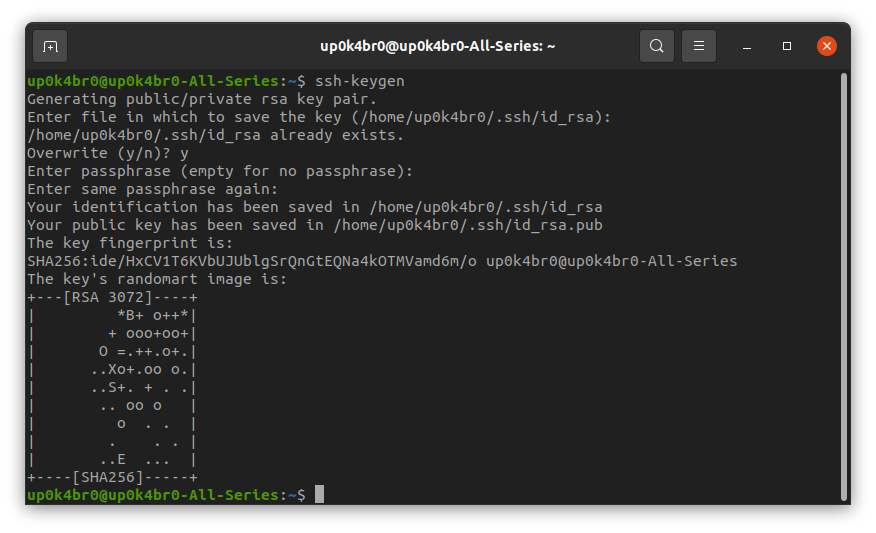 up0k4br0@up0k4br0-All-Series: ~
up0k4br0@up0k4br0-All-Series:~$ ssh-keygen
Generating public/private rsa key pair.
Enter file in which to save the key (/home/up0k4br0/.ssh/id_rsa):
/home/up0k4br0/.ssh/id_rsa already exists.
Overwrite (y/n)? y
Enter passphrase (empty for no passphrase):
Enter same passphrase again:
Your identification has been saved in /home/up0k4br0/.ssh/id_rsa
Your public key has been saved in /home/up0k4br0/.ssh/id_rsa.pub
The key fingerprint is:
SHA256:ide/HxCV1T6KVbUJUblgSrQnGtEQNa4kOTMVamd6m/o up0k4br0@up0k4br0-All-Series
The key's randomart image is:
+---[RSA 3072]----+
|         *B+ o++*|
|        + ooo+oo+|
|       O =.++.o+.|
|      ..Xo+.oo o.|
|      ..S+. + . .|
|       .. oo o   |
|         o  . .  |
|        .    . . |
|       ..E  ...  |
+----[SHA256]-----+
up0k4br0@up0k4br0-All-Series:~$